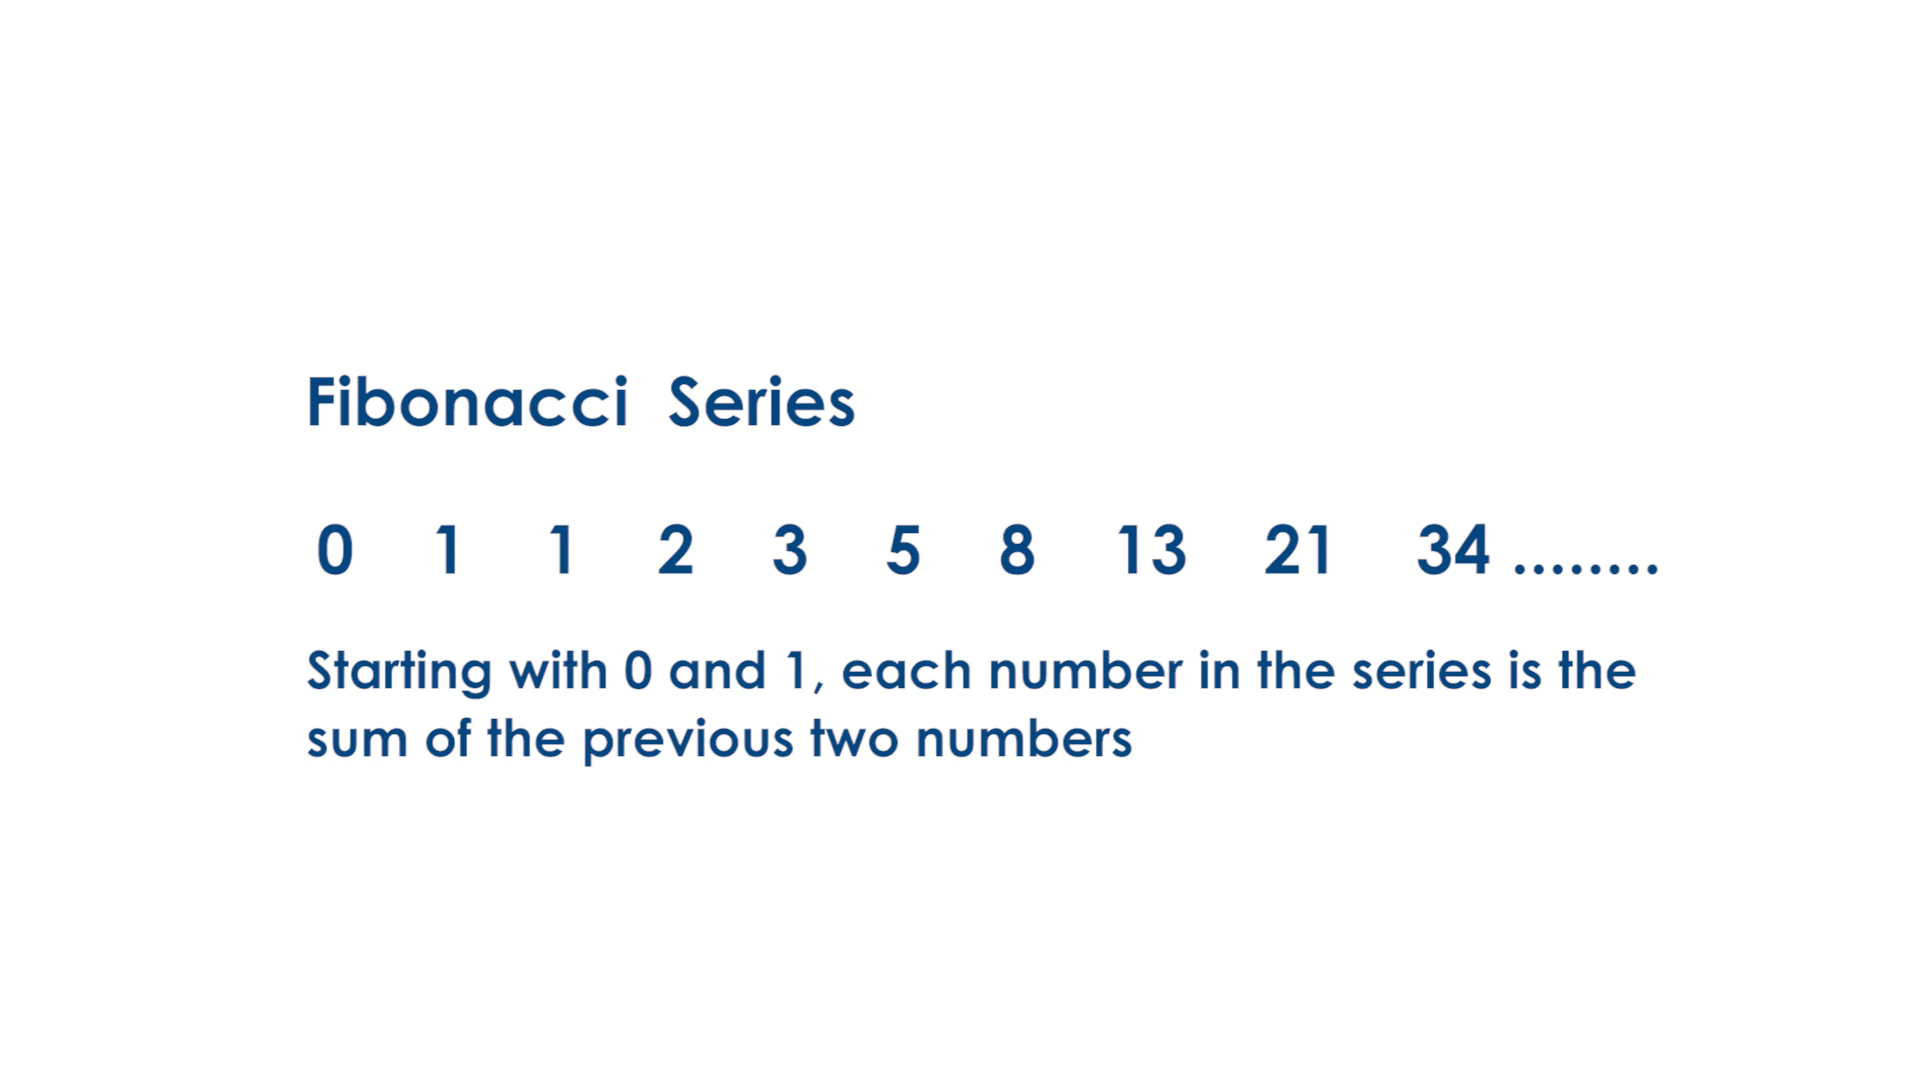 Fibonacci Series
0 1 1 2 3 5 8 13 21 34 ........
Starting with 0 and 1, each number in the series is the
sum of the previous two numbers